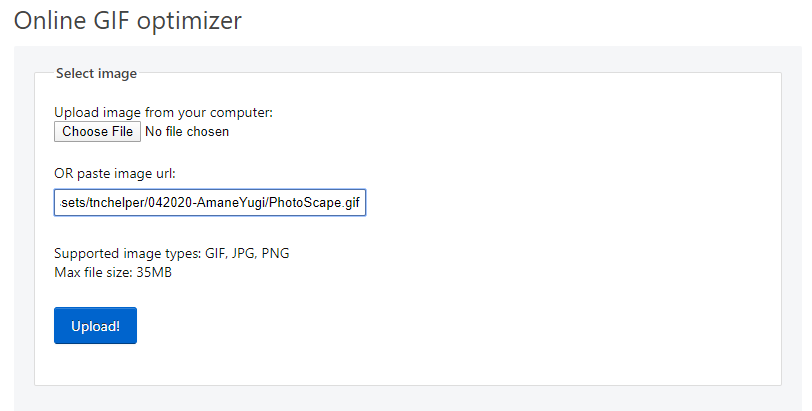 Online GIF optimizer
Select image
Upload image from your computer:
Choose File No file chosen
OR paste image url:
sets/tnchelper/042020-AmaneYugi/PhotoScape.gif
Supported image types: GIF, JPG, PNG
Max file size: 35MB
Upload!